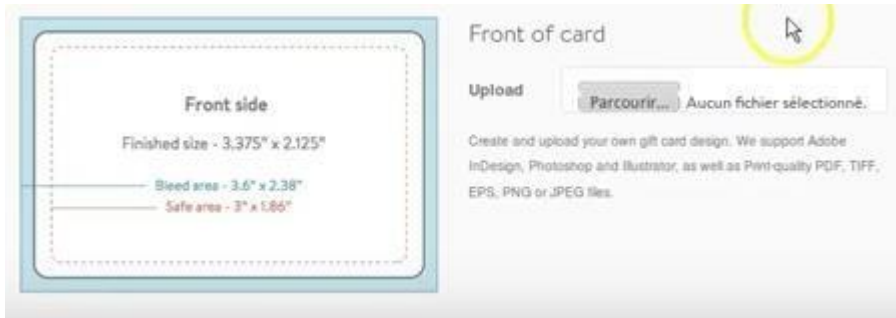 Front side
Finished size - 3.375" x 2.125"
Bleed area - 3.6" x 2.38"
Safe area - 3" x 1.86"
Front of card
Upload
Parcourir... Aucun fichier sélectionné.
Create and upload your own gift card design. We support Adobe
InDesign, Photoshop and Illustrator, as well as Print-quality PDF, TIFF,
EPS, PNG or JPEG files.